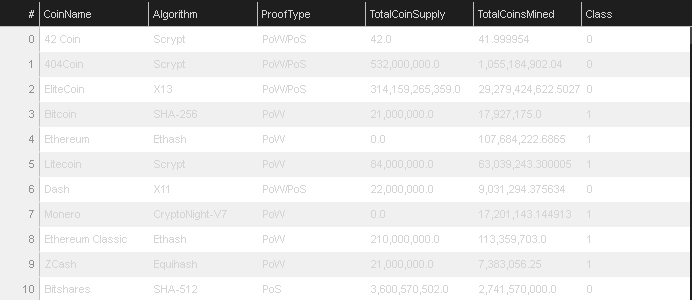 # CoinName Algorithm ProofType TotalCoinSupply TotalCoinsMined Class
0 42 Coin Scrypt PoW/PoS 42.0 41.999954 0
1 404Coin Scrypt PoW/PoS 532,000,000.0 1,055,184,902.04 0
2 EliteCoin X13 PoW/PoS 314,159,265,359.0 29,279,424,622.5027 0
3 Bitcoin SHA-256 PoW 21,000,000.0 17,927,175.0 1
4 Ethereum Ethash PoW 0.0 107,684,222.6865 1
5 Litecoin Scrypt PoW 84,000,000.0 63,039,243.300005 1
6 Dash X11 PoW/PoS 22,000,000.0 9,031,294.375634 0
7 Monero CryptoNight-V7 PoW 0.0 17,201,143.144913 1
8 Ethereum Classic Ethash PoW 210,000,000.0 113,359,703.0 1
9 ZCash Equihash PoW 21,000,000.0 7,383,056.25 1
10 Bitshares SHA-512 PoS 3,600,570,502.0 2,741,570,000.0 0